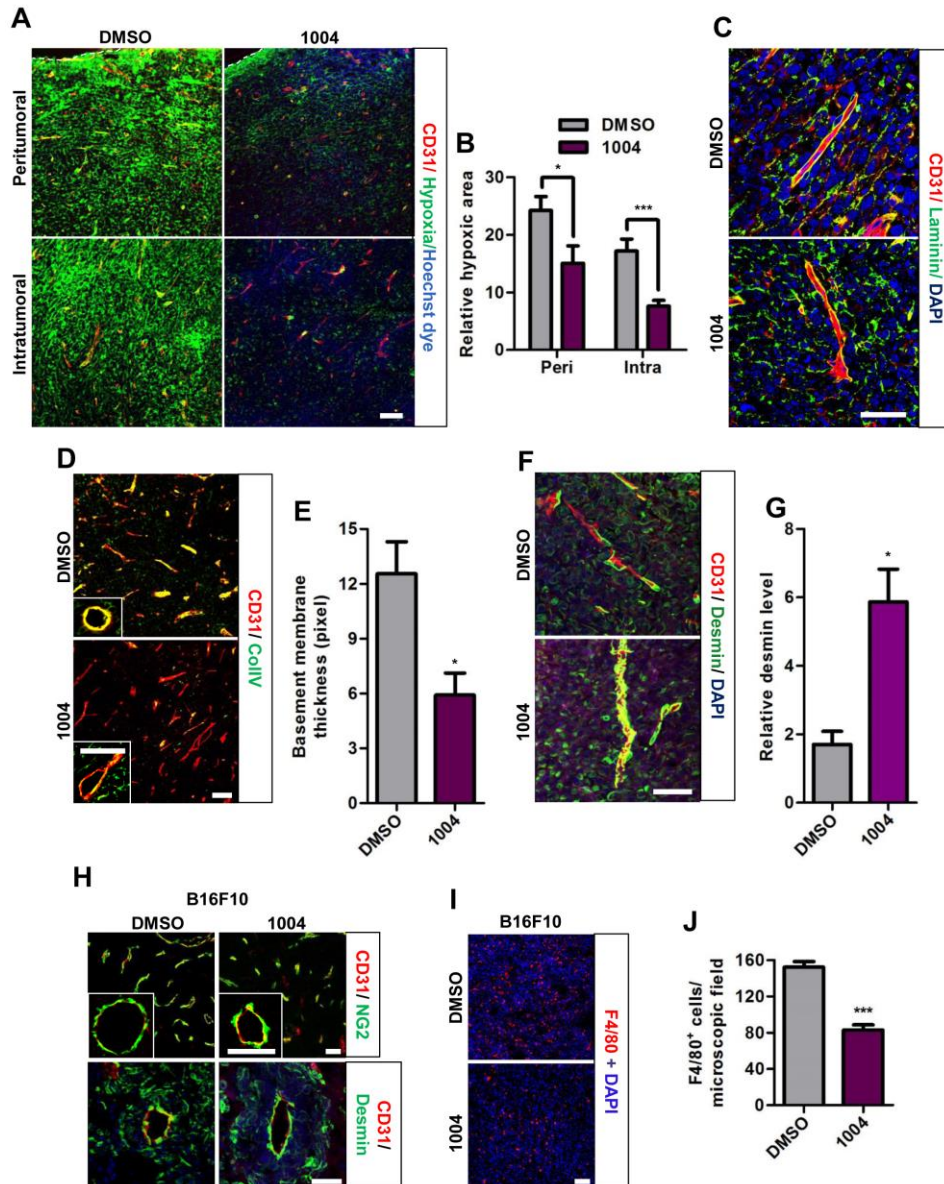 A
DMSO
1004
Peritumoral
Intratumoral
CD31/ Hypoxia/Hoechst dye
B
DMSO
1004
Relative hypoxic area
30
20
10
0
*
***
Peri
Intra
C
DMSO
1004
CD31/ Laminin/ DAPI
D
DMSO
1004
CD31/ ColIV
E
Basement membrane
thickness (pixel)
15
12
9
6
3
0
*
DMSO
1004
F
DMSO
1004
CD31/ Desmin/ DAPI
G
Relative desmin level
8
6
4
2
0
*
DMSO
1004
H
B16F10
DMSO
1004
CD31/ NG2
CD31/
Desmin
I
B16F10
DMSO
1004
F4/80 + DAPI
J
F4/80+ cells/
microscopic field
160
120
80
40
0
***
DMSO
1004